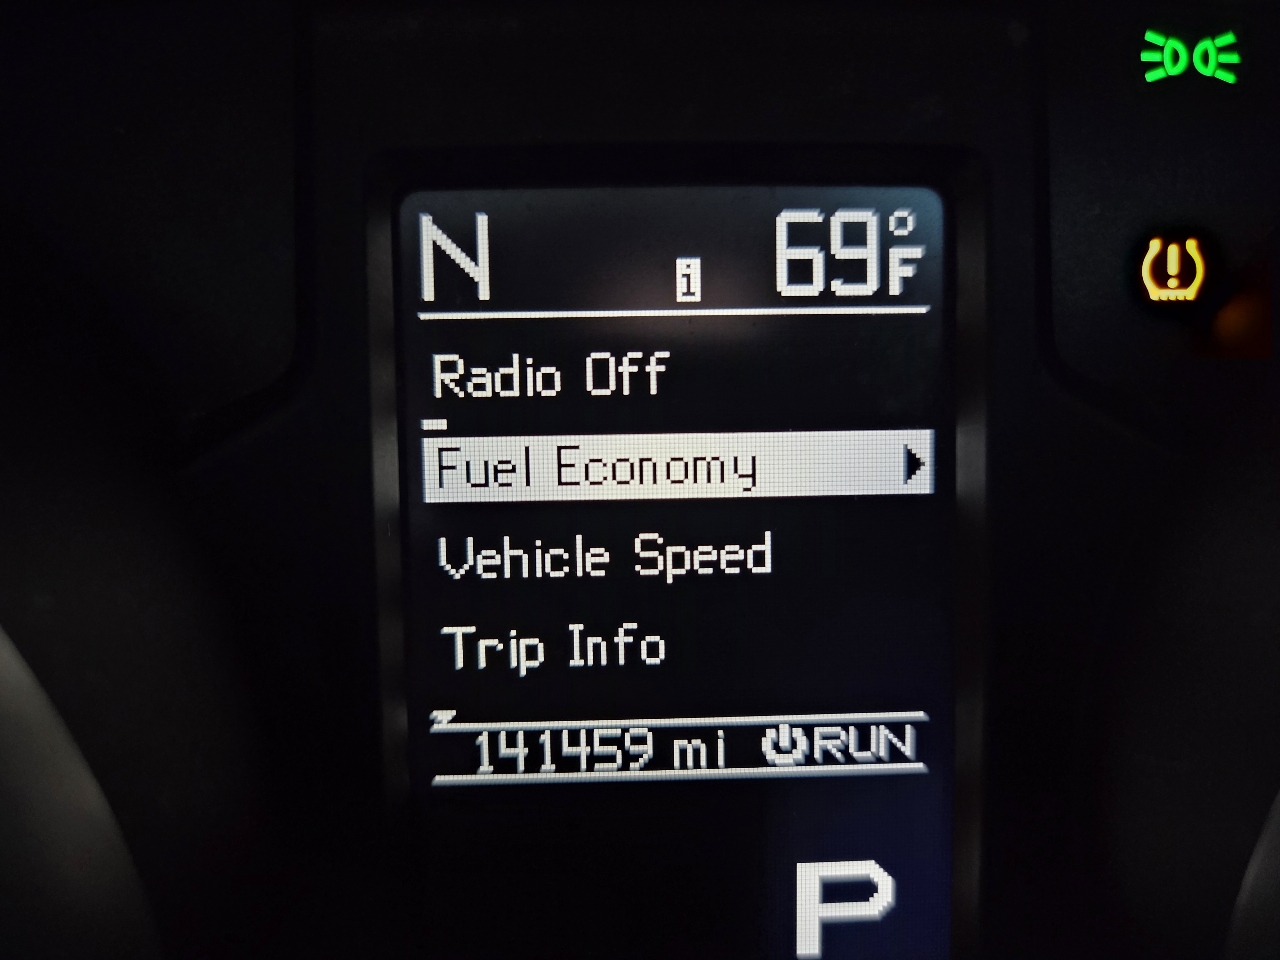 N i 69°F
Radio Off
Fuel Economy
Vehicle Speed
Trip Info
141459 mi RUN
P